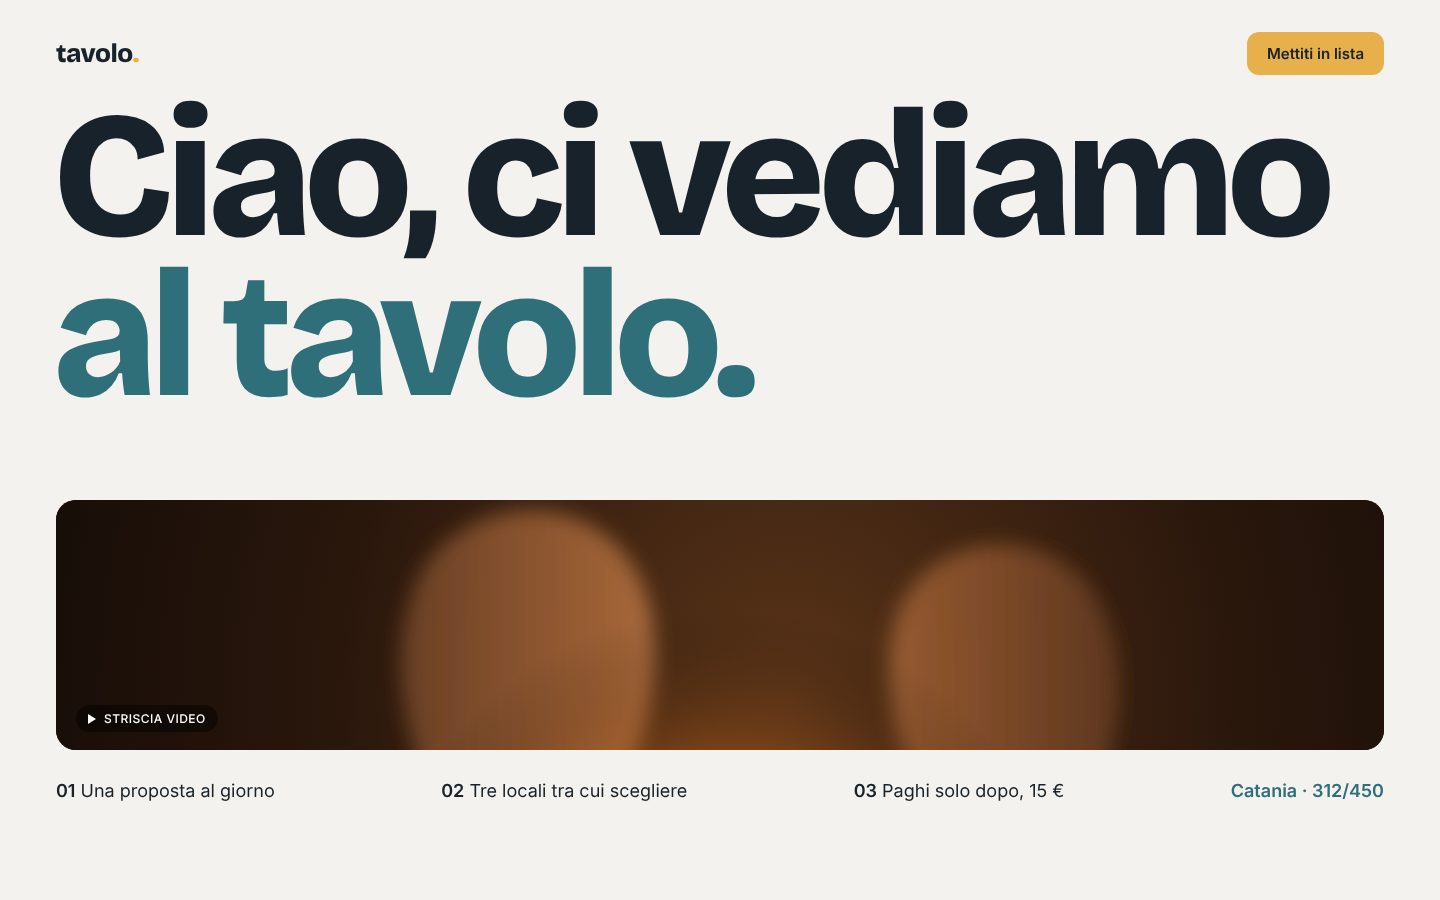 tavolo.
Mettiti in lista
Ciao, ci vediamo
al tavolo.
STRISCIA VIDEO
01 Una proposta al giorno
02 Tre locali tra cui scegliere
03 Paghi solo dopo, 15 €
Catania · 312/450